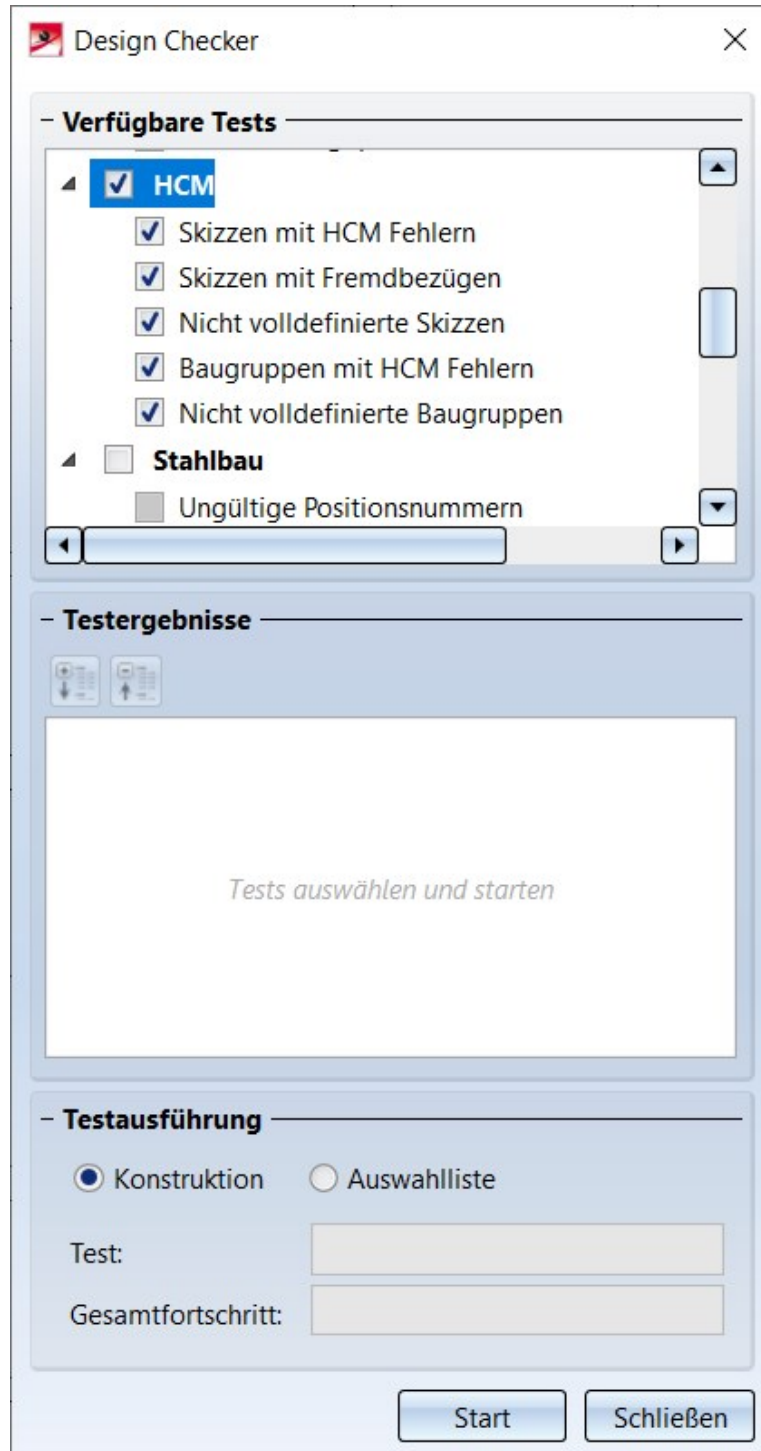 Design Checker
Verfügbare Tests
HCM
Skizzen mit HCM Fehlern
Skizzen mit Fremdbezügen
Nicht volldefinierte Skizzen
Baugruppen mit HCM Fehlern
Nicht volldefinierte Baugruppen
Stahlbau
Ungültige Positionsnummern
Testergebnisse
Tests auswählen und starten
Testausführung
Konstruktion Auswahlliste
Test:
Gesamtfortschritt:
Start Schließen